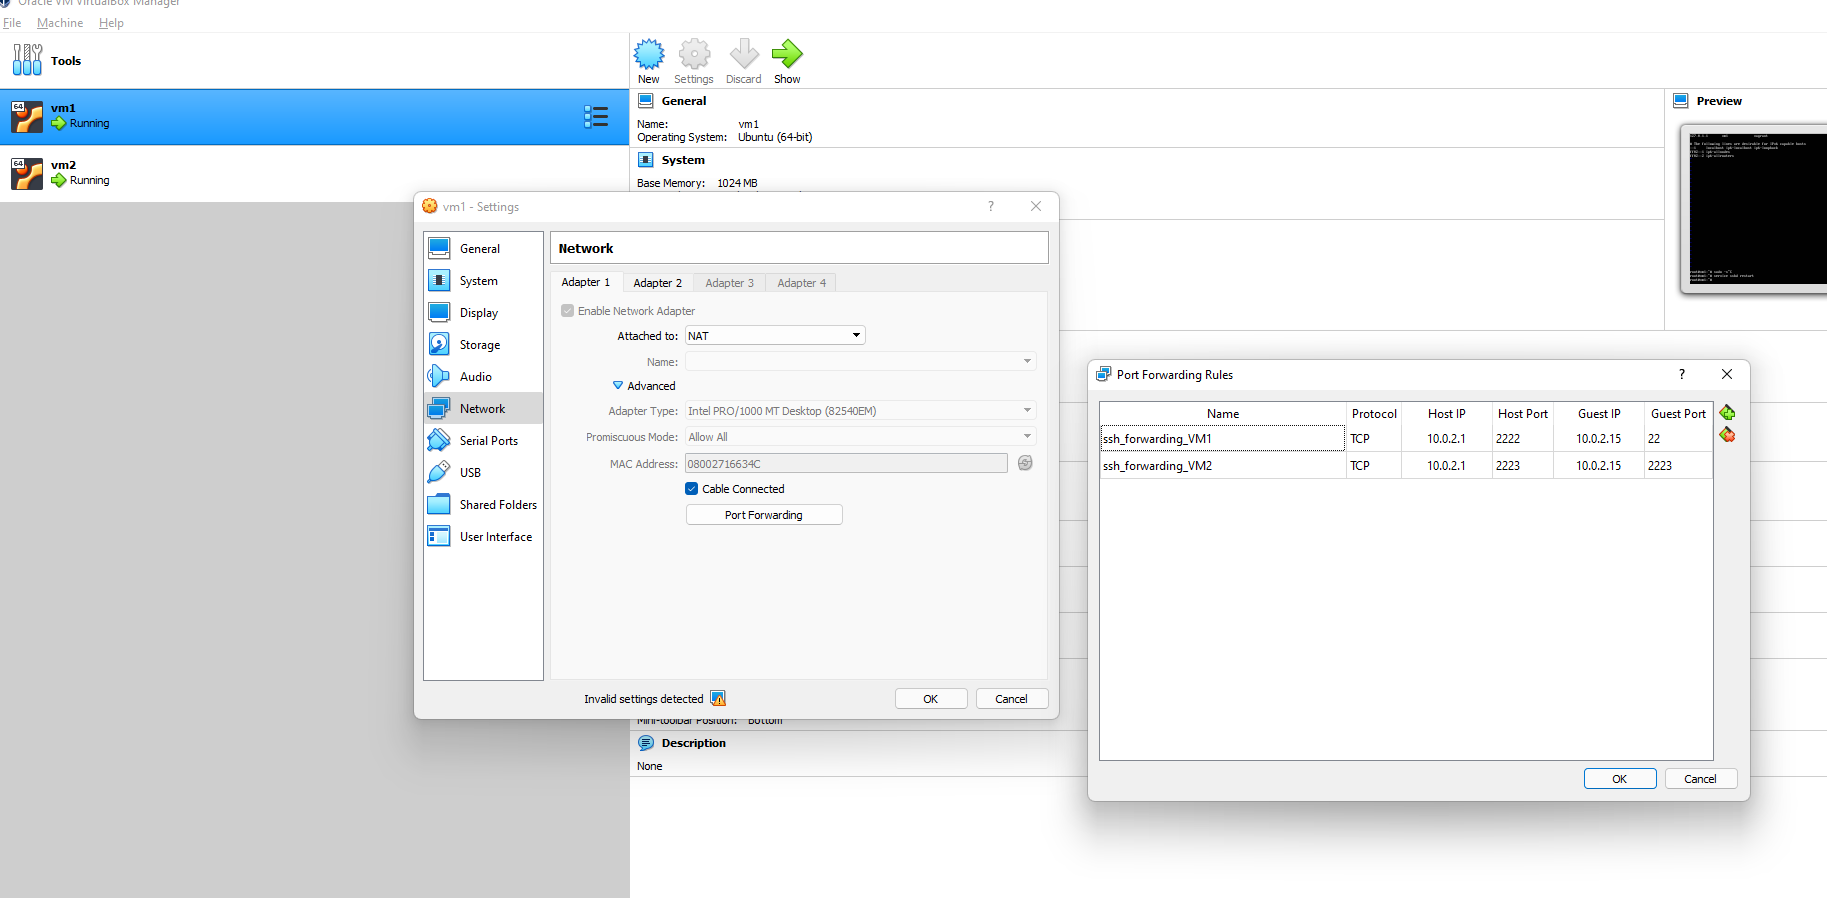 Oracle VM VirtualBox Manager
File Machine Help
Tools
New Settings Discard Show
64 vm1
Running
64 vm2
Running
General
Name: vm1
Operating System: Ubuntu (64-bit)
System
Base Memory: 1024 MB
Preview
vm1 - Settings ?
General
System
Display
Storage
Audio
Network
Serial Ports
USB
Shared Folders
User Interface
Network
Adapter 1 Adapter 2 Adapter 3 Adapter 4
Enable Network Adapter
Attached to: NAT
Name:
Advanced
Adapter Type: Intel PRO/1000 MT Desktop (82540EM)
Promiscuous Mode: Allow All
MAC Address: 08002716634C
Cable Connected
Port Forwarding
Invalid settings detected OK Cancel
Mini-toolbar Position: Bottom
Description
None
Port Forwarding Rules ?
Name Protocol Host IP Host Port Guest IP Guest Port
ssh_forwarding_VM1 TCP 10.0.2.1 2222 10.0.2.15 22
ssh_forwarding_VM2 TCP 10.0.2.1 2223 10.0.2.15 2223
OK Cancel